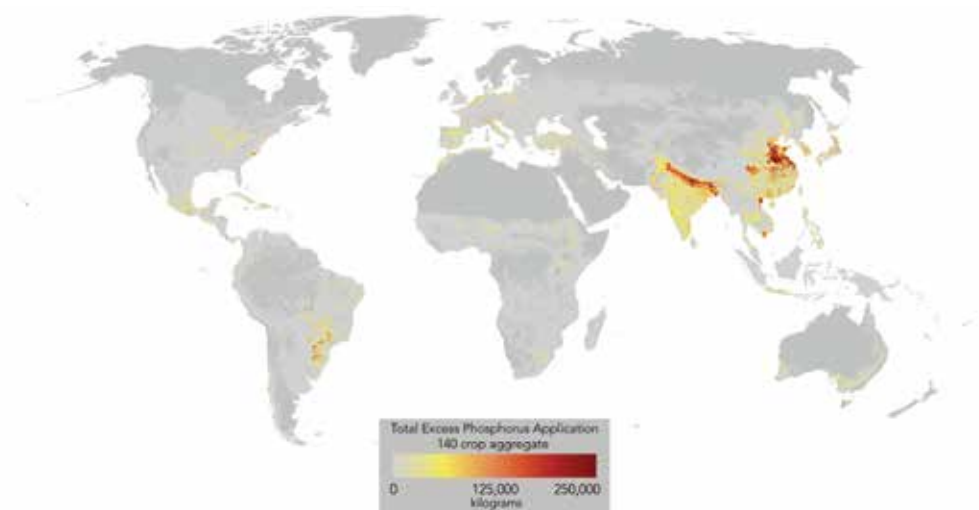 Total Excess Phosphorus Application
140 crop aggregate
0 125,000 250,000
kilograms